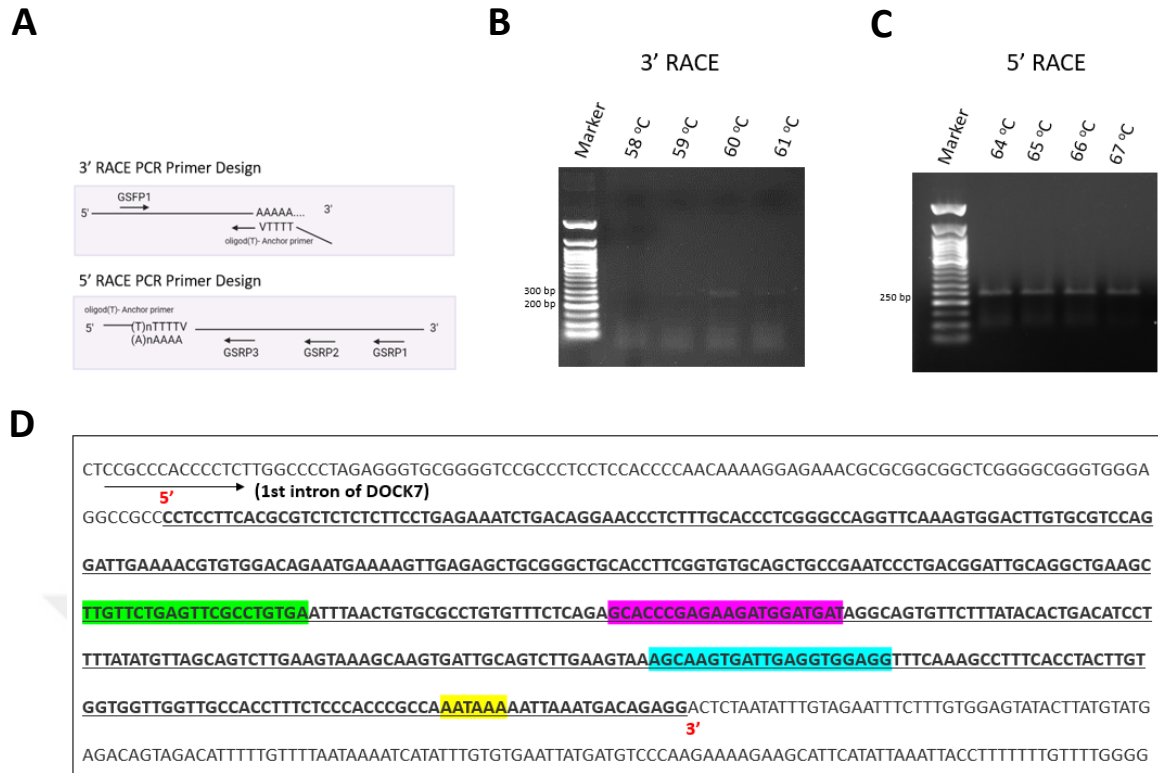 A
B
C
3' RACE
5' RACE
3' RACE PCR Primer Design
GSFP1
5'
AAAAA....
3'
VTTTT
oligod(T)- Anchor primer
5' RACE PCR Primer Design
oligod(T)- Anchor primer
5'
(T)nTTTTV
3'
(A)nAAAA
GSRP3
GSRP2
GSRP1
Marker
58 °C
59 °C
60 °C
61 °C
300 bp
200 bp
Marker
64 °C
65 °C
66 °C
67 °C
250 bp
D
CTCCGCCCACCCCTCTTGGCCCCTAGAGGGTGCGGGGTCCGCCCTCCTCCACCCCAACAAAAGGAGAAACGCGCGGCGGCTCGGGGCGGGTGGGA
5'
(1st intron of DOCK7)
GGCCGCCCCTCCTTCACGCGTCTCTCTCTTCCTGAGAAATCTGACAGGAACCCTCTTTGCACCCTCGGGCCAGGTTCAAAGTGGACTTGTGCGTCCAG
GATTGAAAACGTGTGGACAGAATGAAAAGTTGAGAGCTGCGGGCTGCACCTTCGGTGTGCAGCTGCCGAATCCCTGACGGATTGCAGGCTGAAGC
TTGTTCTGAGTTCGCCTGTGAATTTAACTGTGCGCCTGTGTTTCTCAGAGCACCCGAGAAGATGGATGATAGGCAGTGTTCTTTATACACTGACATCCT
TTTATATGTTAGCAGTCTTGAAGTAAAGCAAGTGATTGCAGTCTTGAAGTAAAGCAAGTGATTGAGGTGGAGGTTTCAAAGCCTTTCACCTACTTGT
GGTGGTTGGTTGCCACCTTTCTCCCACCCGCCAAATAAAAATTAAATGACAGAGGACTCTAATATTTGTAGAATTTCTTTGTGGAGTATACTTATGTATG
3'
AGACAGTAGACATTTTTGTTTTAATAAAATCATATTTGTGTGAATTATGATGTCCCAAGAAAAGAAGCATTCATATTAAATTACCTTTTTTTGTTTTGGGG